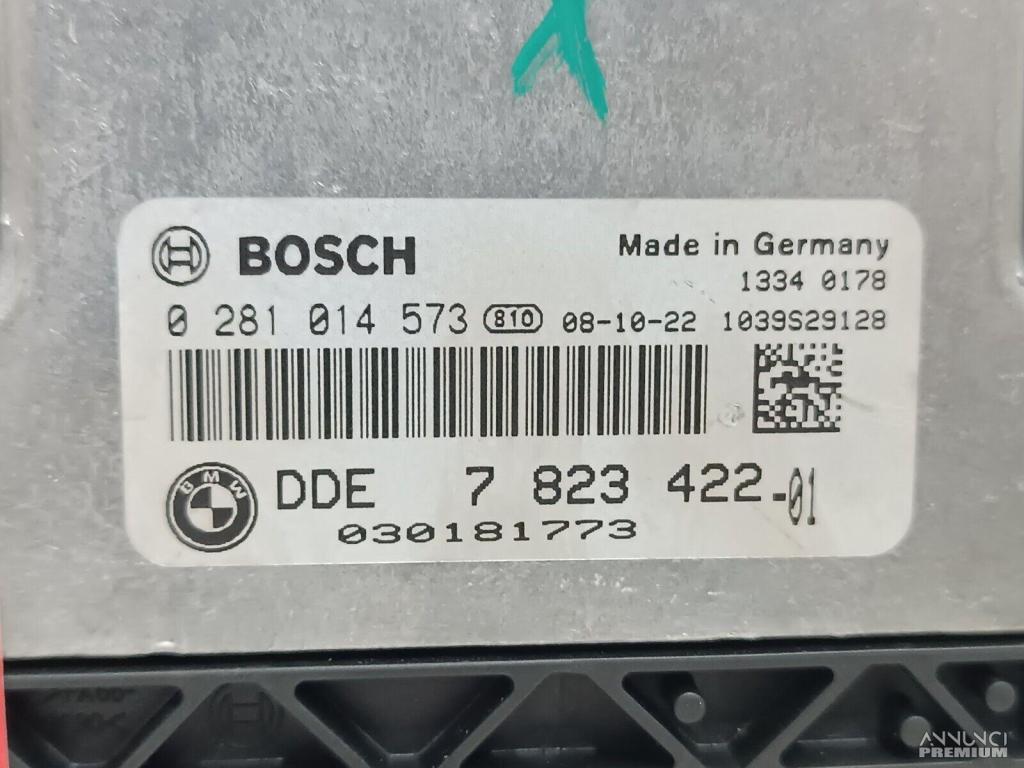 BOSCH
Made in Germany
1334 0178
0 281 014 573 810 08-10-22 1039S29128
BMW
DDE 7 823 422-01
030181773
ANNUNCI
PREMIUM